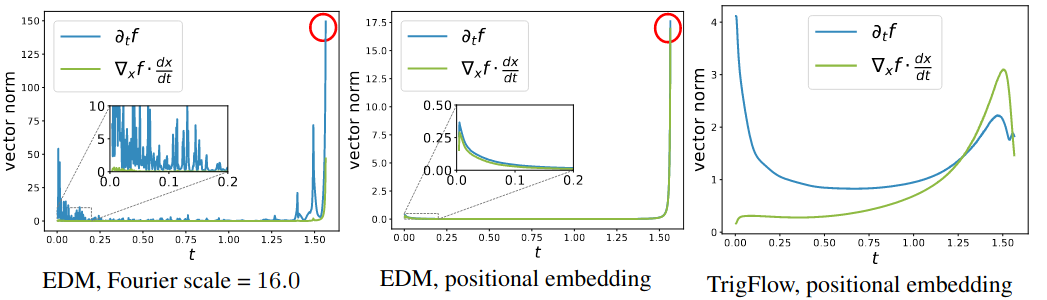 150
125
100
75
50
25
0
vector norm
∂ₜf
∇ₓf · dx/dt
10
5
0
0.0
0.1
0.2
0.00 0.25 0.50 0.75 1.00 1.25 1.50
t
EDM, Fourier scale = 16.0
17.5
15.0
12.5
10.0
7.5
5.0
2.5
0.0
vector norm
∂ₜf
∇ₓf · dx/dt
0.50
0.25
0.00
0.0
0.1
0.2
0.00 0.25 0.50 0.75 1.00 1.25 1.50
t
EDM, positional embedding
4
3
2
1
0
vector norm
∂ₜf
∇ₓf · dx/dt
0.00 0.25 0.50 0.75 1.00 1.25 1.50
t
TrigFlow, positional embedding